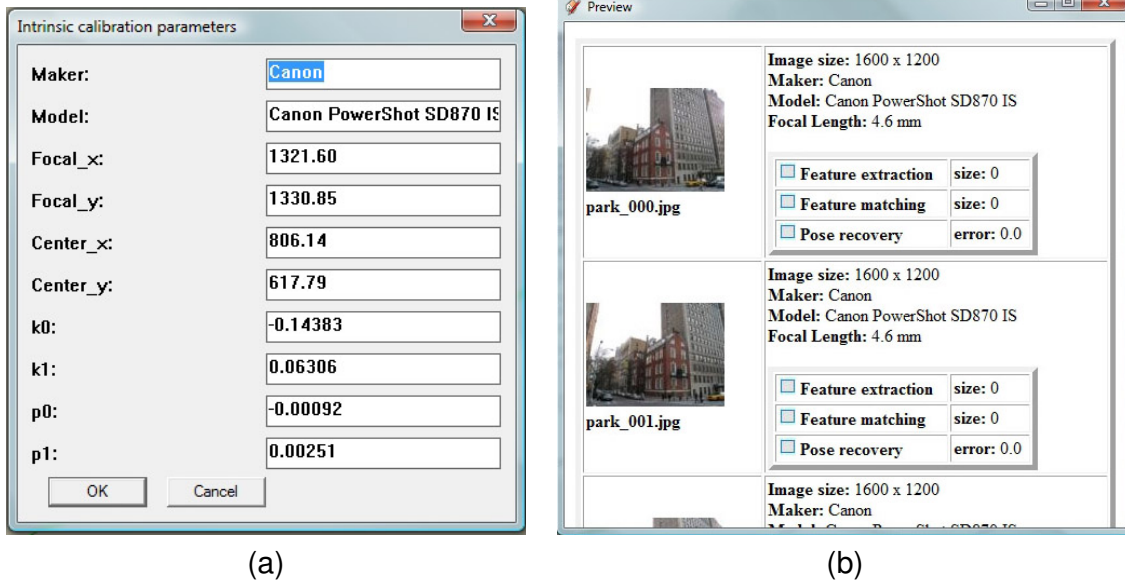 Intrinsic calibration parameters
Maker: Canon
Model: Canon PowerShot SD870 IS
Focal_x: 1321.60
Focal_y: 1330.85
Center_x: 806.14
Center_y: 617.79
k0: -0.14383
k1: 0.06306
p0: -0.00092
p1: 0.00251
OK Cancel
(a)
Preview
Image size: 1600 x 1200
Maker: Canon
Model: Canon PowerShot SD870 IS
Focal Length: 4.6 mm
Feature extraction size: 0
Feature matching size: 0
Pose recovery error: 0.0
park_000.jpg
Image size: 1600 x 1200
Maker: Canon
Model: Canon PowerShot SD870 IS
Focal Length: 4.6 mm
Feature extraction size: 0
Feature matching size: 0
Pose recovery error: 0.0
park_001.jpg
Image size: 1600 x 1200
Maker: Canon
(b)